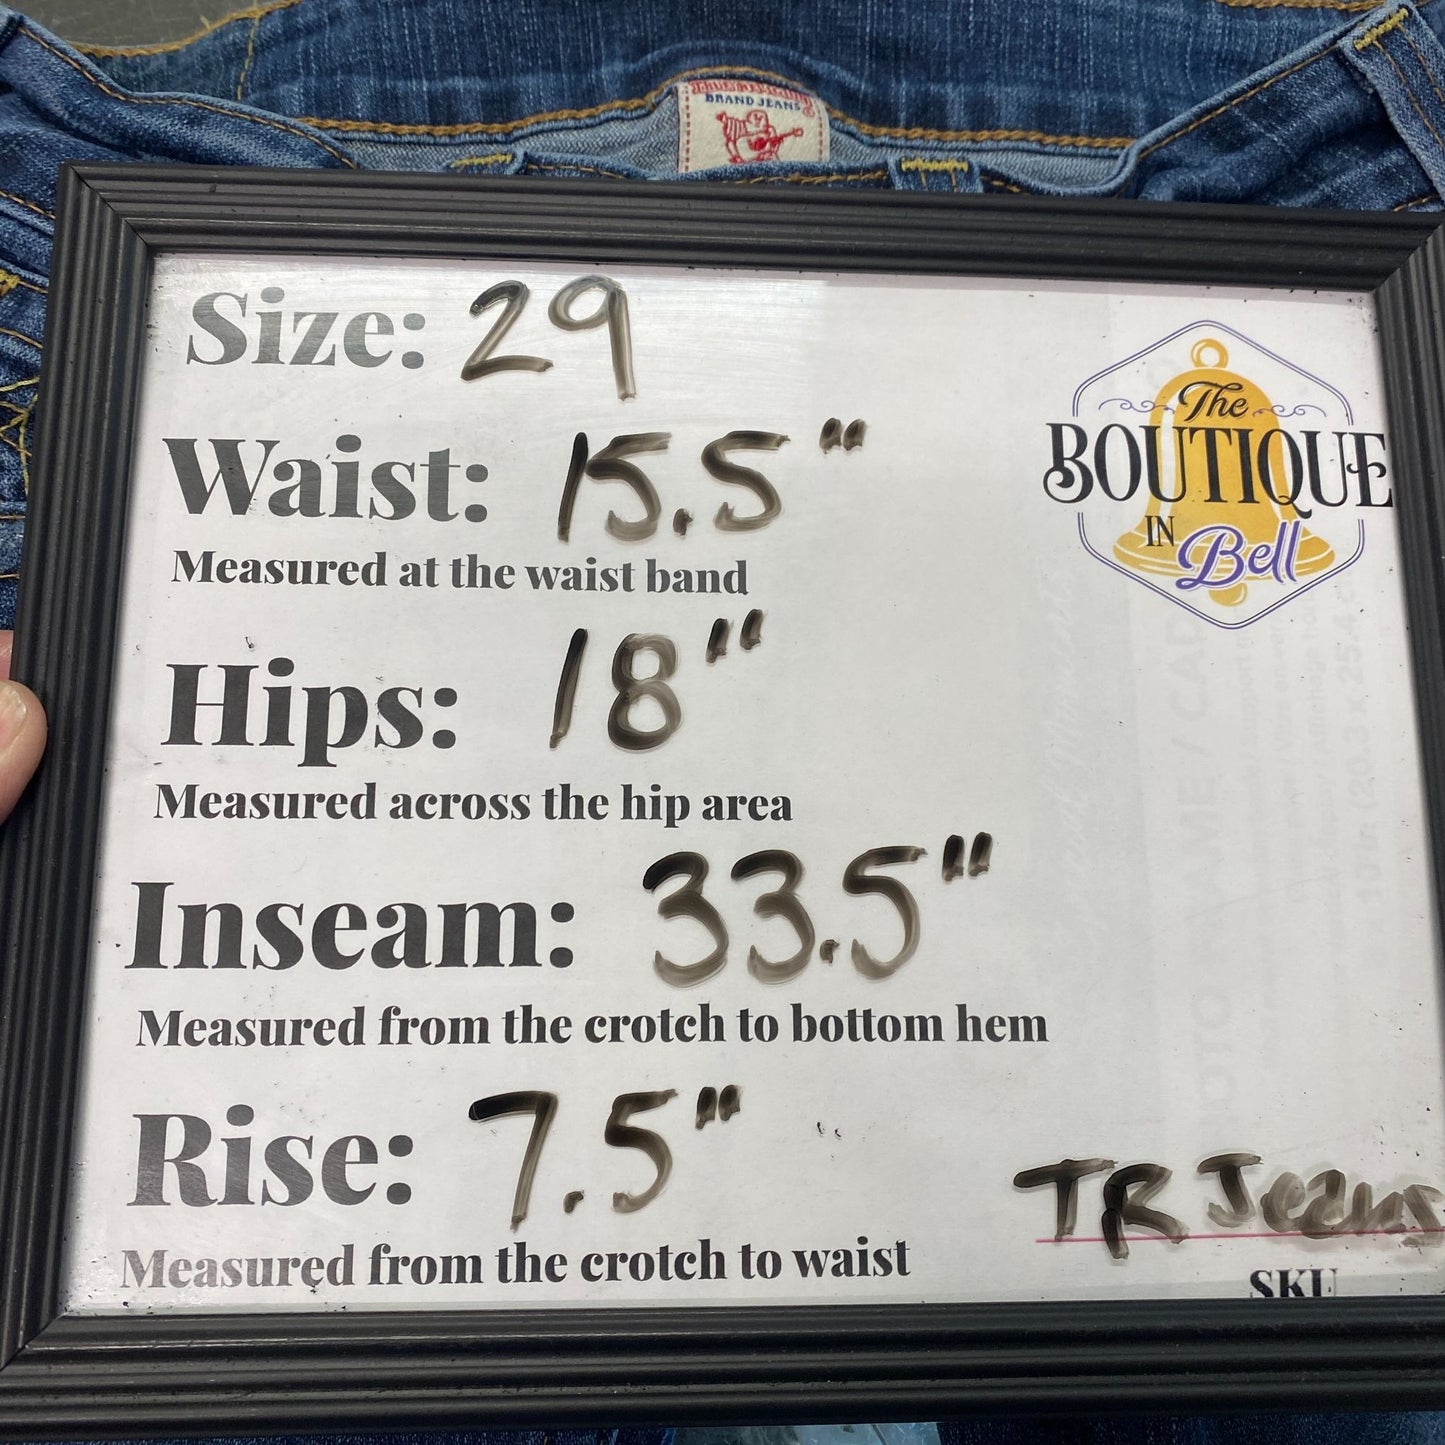 BRAND JEANS
Size: 29
The
BOUTIQUE
IN
Bell
Waist: 15.5"
Measured at the waist band
Hips: 18"
Measured across the hip area
Inseam: 33.5"
Measured from the crotch to bottom hem
Rise: 7.5"
Measured from the crotch to waist
TR Jeans
SKU